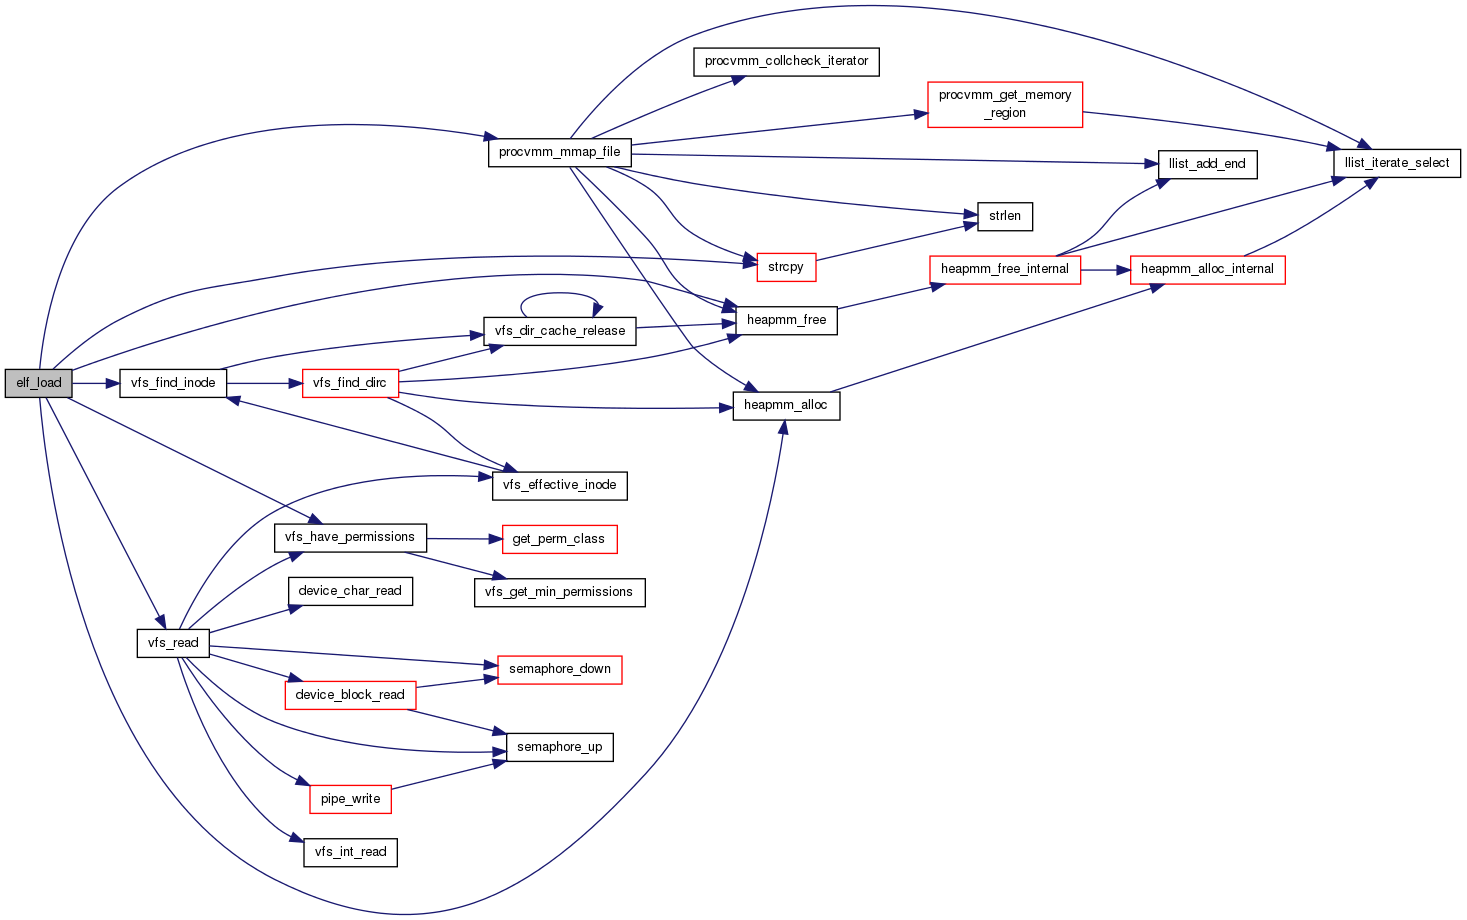 procvmm_collcheck_iterator
procvmm_get_memory
_region
procvmm_mmap_file
llist_add_end
llist_iterate_select
strlen
strcpy
heapmm_free_internal
heapmm_alloc_internal
vfs_dir_cache_release
heapmm_free
elf_load
vfs_find_inode
vfs_find_dirc
heapmm_alloc
vfs_effective_inode
vfs_have_permissions
get_perm_class
device_char_read
vfs_get_min_permissions
vfs_read
semaphore_down
device_block_read
semaphore_up
pipe_write
vfs_int_read